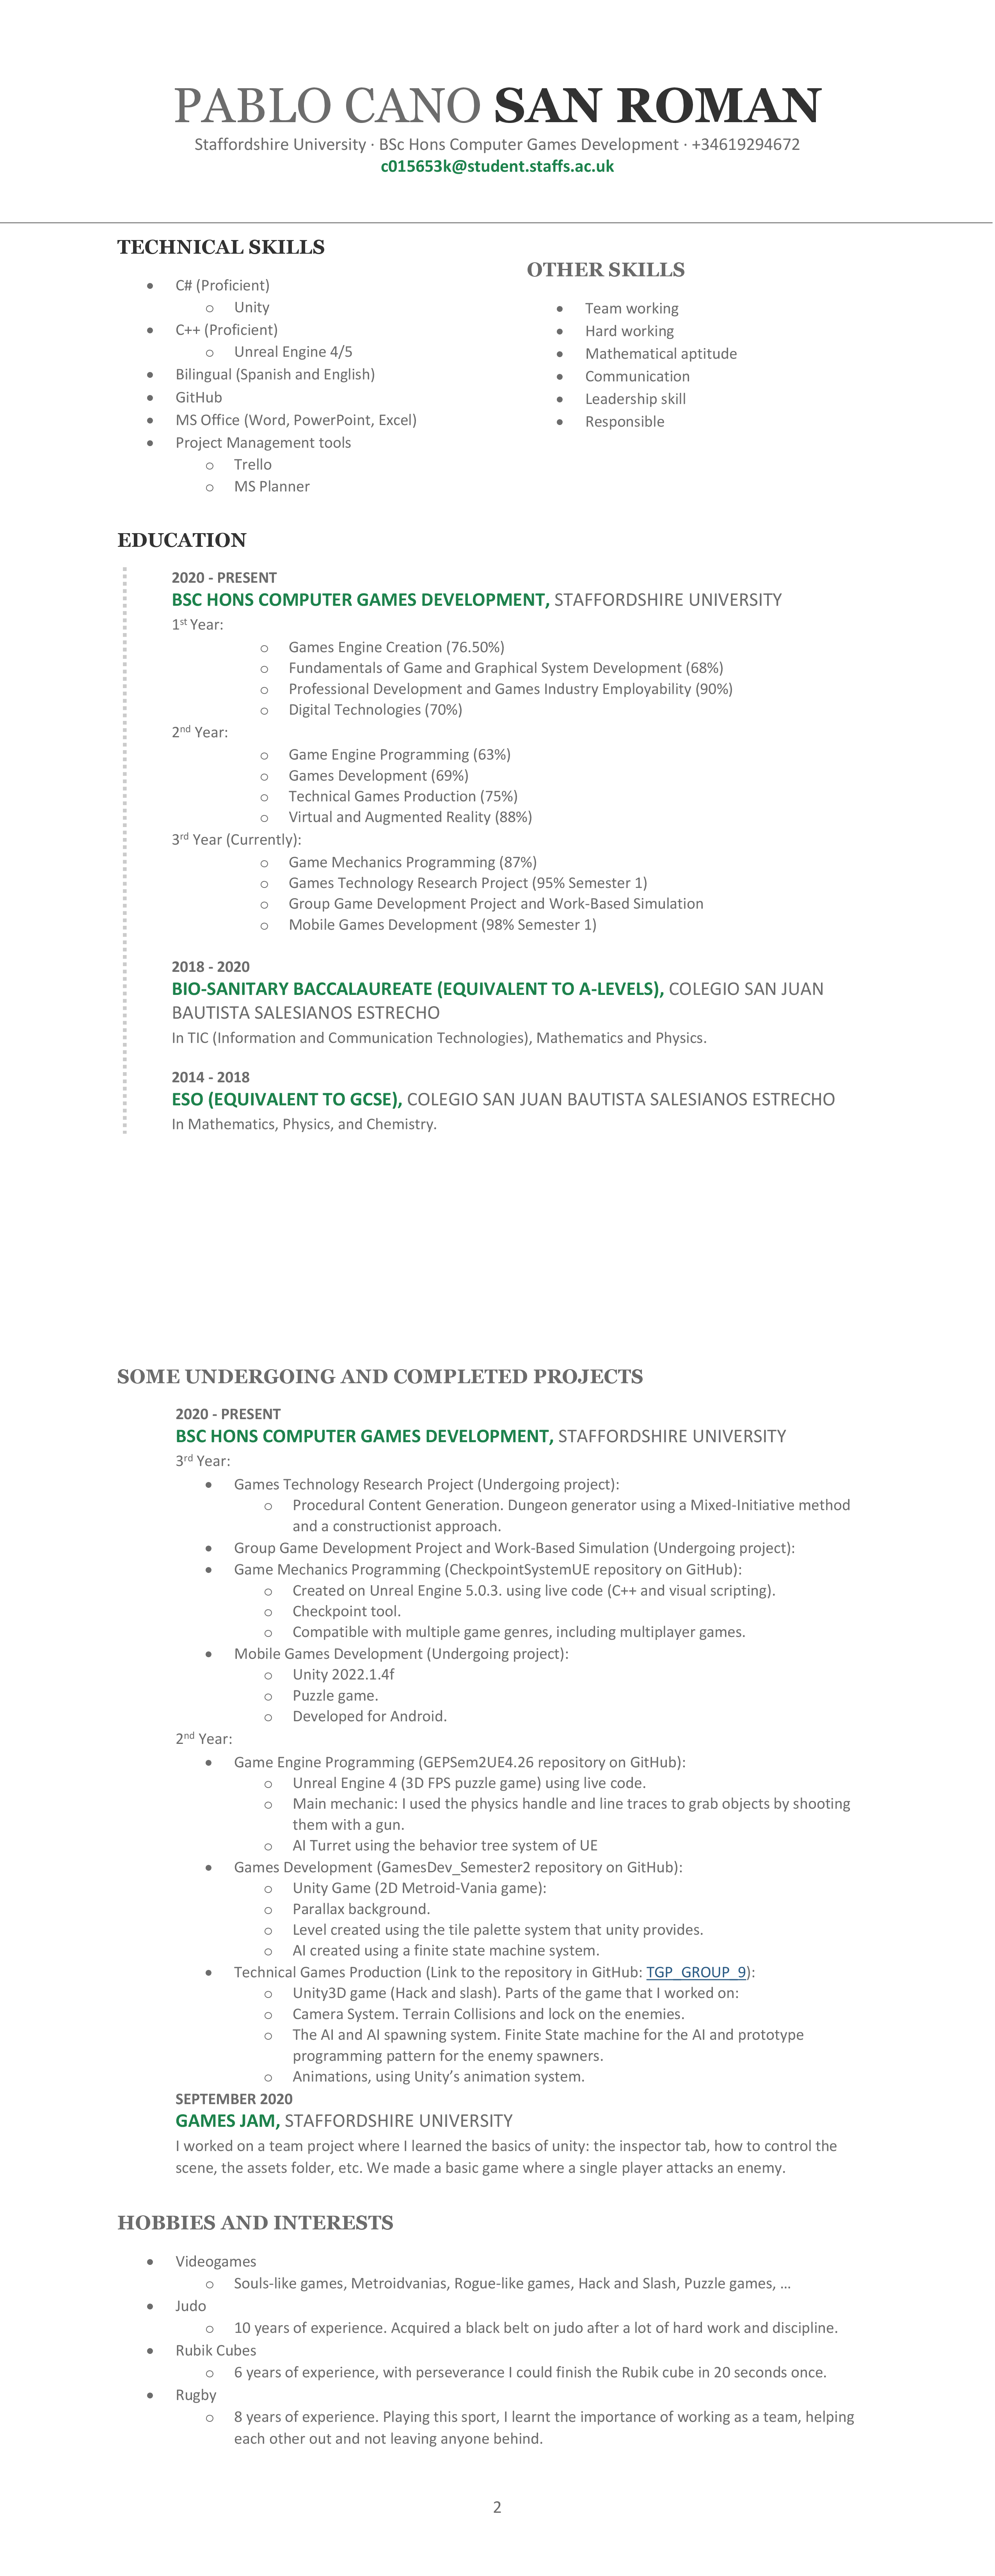 PABLO CANO SAN ROMAN
Staffordshire University · BSc Hons Computer Games Development · +34619294672
c015653k@student.staffs.ac.uk
TECHNICAL SKILLS
• C# (Proficient)
o Unity
• C++ (Proficient)
o Unreal Engine 4/5
• Bilingual (Spanish and English)
• GitHub
• MS Office (Word, PowerPoint, Excel)
• Project Management tools
o Trello
o MS Planner
OTHER SKILLS
• Team working
• Hard working
• Mathematical aptitude
• Communication
• Leadership skill
• Responsible
EDUCATION
2020 - PRESENT
BSC HONS COMPUTER GAMES DEVELOPMENT, STAFFORDSHIRE UNIVERSITY
1st Year:
o Games Engine Creation (76.50%)
o Fundamentals of Game and Graphical System Development (68%)
o Professional Development and Games Industry Employability (90%)
o Digital Technologies (70%)
2nd Year:
o Game Engine Programming (63%)
o Games Development (69%)
o Technical Games Production (75%)
o Virtual and Augmented Reality (88%)
3rd Year (Currently):
o Game Mechanics Programming (87%)
o Games Technology Research Project (95% Semester 1)
o Group Game Development Project and Work-Based Simulation
o Mobile Games Development (98% Semester 1)
2018 - 2020
BIO-SANITARY BACCALAUREATE (EQUIVALENT TO A-LEVELS), COLEGIO SAN JUAN
BAUTISTA SALESIANOS ESTRECHO
In TIC (Information and Communication Technologies), Mathematics and Physics.
2014 - 2018
ESO (EQUIVALENT TO GCSE), COLEGIO SAN JUAN BAUTISTA SALESIANOS ESTRECHO
In Mathematics, Physics, and Chemistry.
SOME UNDERGOING AND COMPLETED PROJECTS
2020 - PRESENT
BSC HONS COMPUTER GAMES DEVELOPMENT, STAFFORDSHIRE UNIVERSITY
3rd Year:
• Games Technology Research Project (Undergoing project):
o Procedural Content Generation. Dungeon generator using a Mixed-Initiative method
and a constructionist approach.
• Group Game Development Project and Work-Based Simulation (Undergoing project):
• Game Mechanics Programming (CheckpointSystemUE repository on GitHub):
o Created on Unreal Engine 5.0.3. using live code (C++ and visual scripting).
o Checkpoint tool.
o Compatible with multiple game genres, including multiplayer games.
• Mobile Games Development (Undergoing project):
o Unity 2022.1.4f
o Puzzle game.
o Developed for Android.
2nd Year:
• Game Engine Programming (GEPSem2UE4.26 repository on GitHub):
o Unreal Engine 4 (3D FPS puzzle game) using live code.
o Main mechanic: I used the physics handle and line traces to grab objects by shooting
them with a gun.
o AI Turret using the behavior tree system of UE
• Games Development (GamesDev_Semester2 repository on GitHub):
o Unity Game (2D Metroid-Vania game):
o Parallax background.
o Level created using the tile palette system that unity provides.
o AI created using a finite state machine system.
• Technical Games Production (Link to the repository in GitHub: TGP_GROUP_9):
o Unity3D game (Hack and slash). Parts of the game that I worked on:
o Camera System. Terrain Collisions and lock on the enemies.
o The AI and AI spawning system. Finite State machine for the AI and prototype
programming pattern for the enemy spawners.
o Animations, using Unity’s animation system.
SEPTEMBER 2020
GAMES JAM, STAFFORDSHIRE UNIVERSITY
I worked on a team project where I learned the basics of unity: the inspector tab, how to control the
scene, the assets folder, etc. We made a basic game where a single player attacks an enemy.
HOBBIES AND INTERESTS
• Videogames
o Souls-like games, Metroidvanias, Rogue-like games, Hack and Slash, Puzzle games, …
• Judo
o 10 years of experience. Acquired a black belt on judo after a lot of hard work and discipline.
• Rubik Cubes
o 6 years of experience, with perseverance I could finish the Rubik cube in 20 seconds once.
• Rugby
o 8 years of experience. Playing this sport, I learnt the importance of working as a team, helping
each other out and not leaving anyone behind.
2